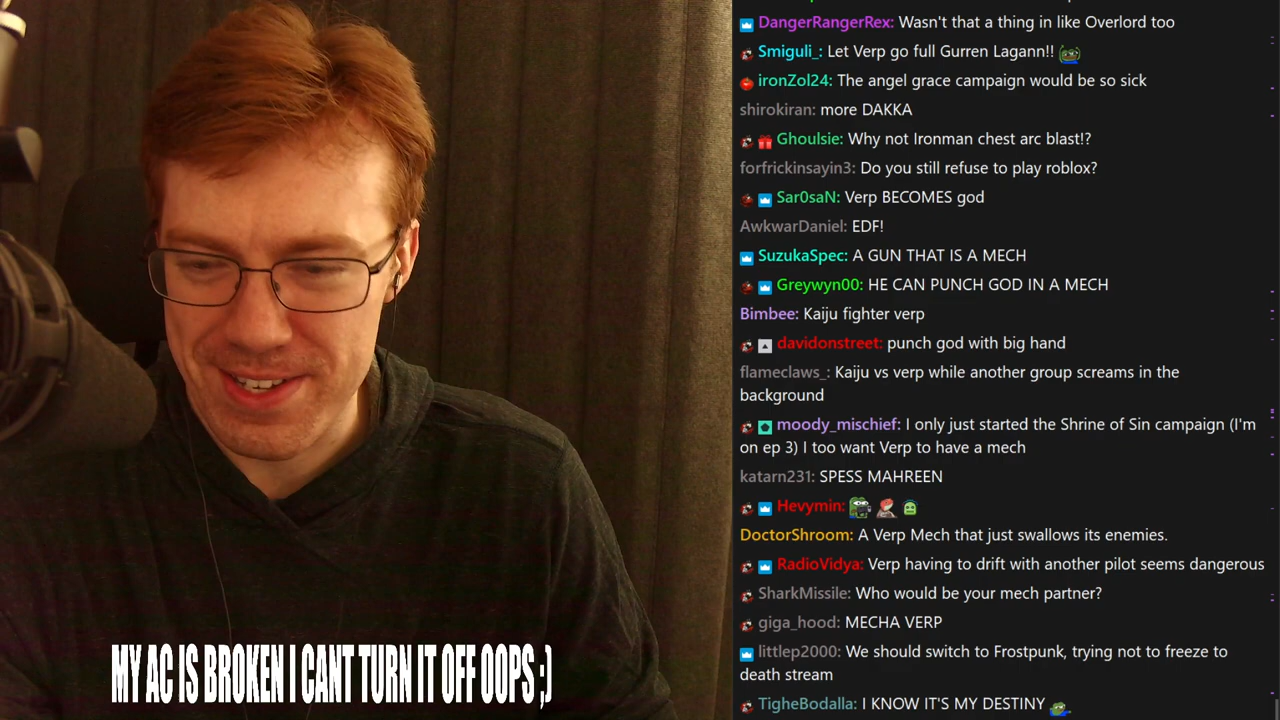 DangerRangerRex: Wasn't that a thing in like Overlord too
Smiguli_: Let Verp go full Gurren Lagann!!
ironZol24: The angel grace campaign would be so sick
shirokiran: more DAKKA
Ghoulsie: Why not Ironman chest arc blast!?
forfrickinsayin3: Do you still refuse to play roblox?
Sar0saN: Verp BECOMES god
AwkwarDaniel: EDF!
SuzukaSpec: A GUN THAT IS A MECH
Greywyn00: HE CAN PUNCH GOD IN A MECH
Bimbee: Kaiju fighter verp
davidonstreet: punch god with big hand
flameclaws_: Kaiju vs verp while another group screams in the
background
moody_mischief: I only just started the Shrine of Sin campaign (I'm
on ep 3) I too want Verp to have a mech
katarn231: SPESS MAHREEN
Hevymin:
DoctorShroom: A Verp Mech that just swallows its enemies.
RadioVidya: Verp having to drift with another pilot seems dangerous
SharkMissile: Who would be your mech partner?
giga_hood: MECHA VERP
littlep2000: We should switch to Frostpunk, trying not to freeze to
death stream
TigheBodalla: I KNOW IT'S MY DESTINY
MY AC IS BROKEN I CANT TURN IT OFF OOPS ;)